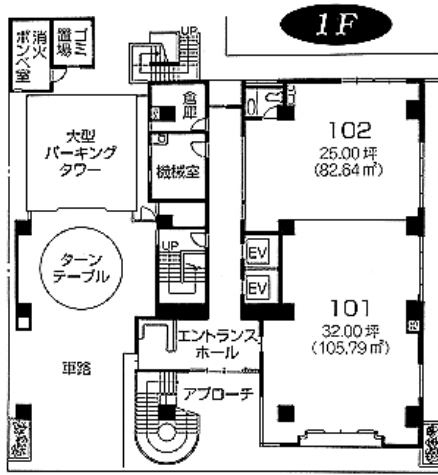 1F
消火
ボンベ室
ゴミ
置場
UP
倉庫
大型
パーキング
タワー
機械室
102
25.00坪
(82.64㎡)
UP
EV
EV
ターン
テーブル
101
32.00坪
(105.79㎡)
エントランス
ホール
車路
アプローチ